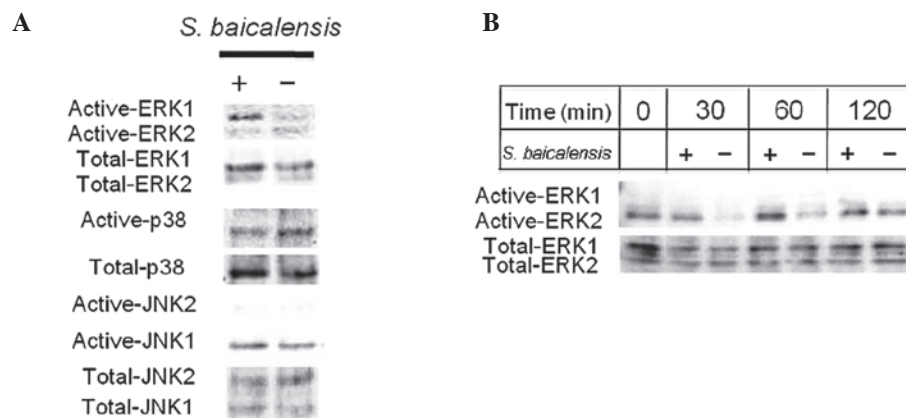 A
S. baicalensis
+ −
Active-ERK1
Active-ERK2
Total-ERK1
Total-ERK2
Active-p38
Total-p38
Active-JNK2
Active-JNK1
Total-JNK2
Total-JNK1
B
Time (min) 0 30 60 120
S. baicalensis + − + − + −
Active-ERK1
Active-ERK2
Total-ERK1
Total-ERK2